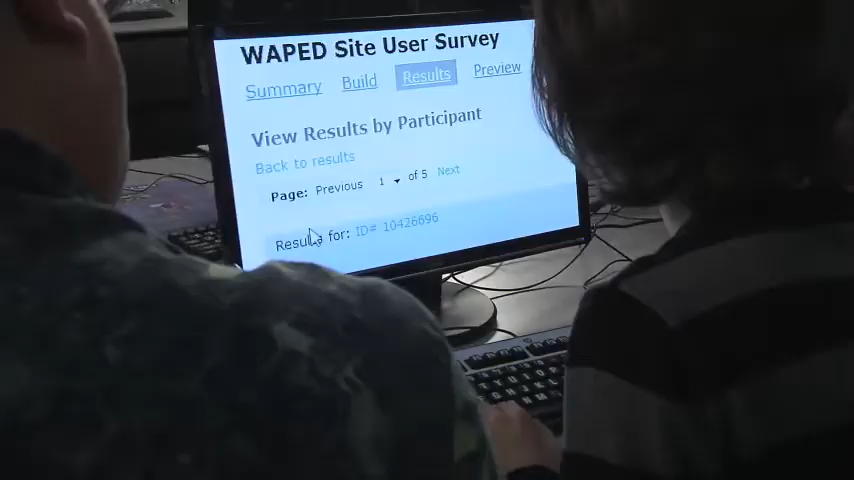 WAPED Site User Survey
Summary Build Results Preview
View Results by Participant
Back to results
Page: Previous 1 of 5 Next
Results for: ID# 10426696